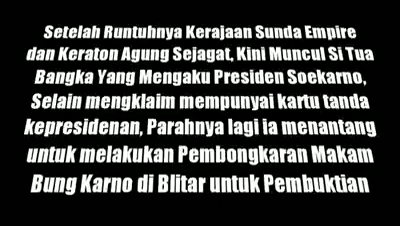 Setelah Runtuhnya Kerajaan Sunda Empire
dan Keraton Agung Sejagat, Kini Muncul Si Tua
Bangka Yang Mengaku Presiden Soekarno,
Selain mengklaim mempunyai kartu tanda
kepresidenan, Parahnya lagi ia menantang
untuk melakukan Pembongkaran Makam
Bung Karno di Blitar untuk Pembuktian